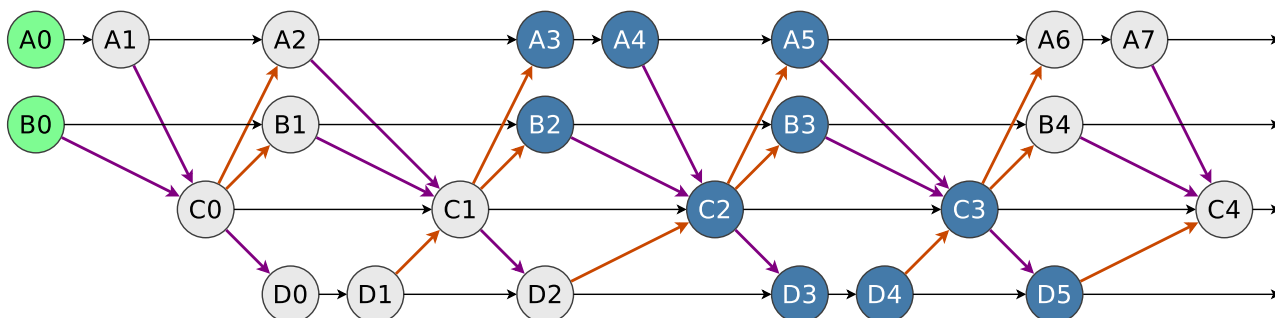 A0 A1 A2 A3 A4 A5 A6 A7
B0 B1 B2 B3 B4
C0 C1 C2 C3 C4
D0 D1 D2 D3 D4 D5